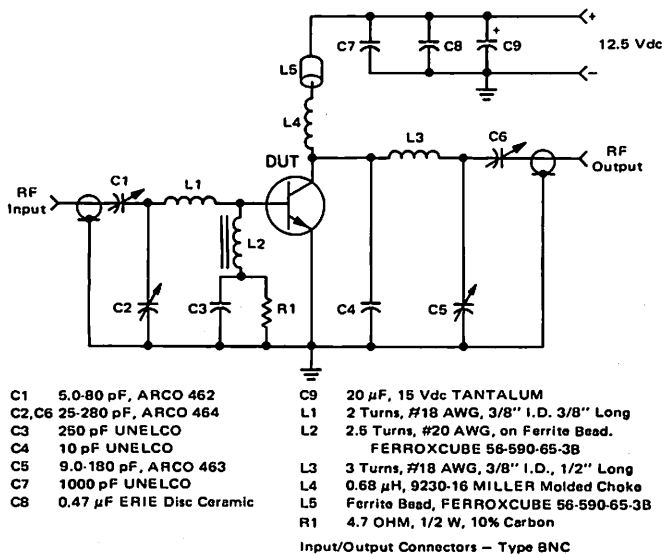 +
C7
C8
+
C9
12.5 Vdc
–
L5
L4
L3
C6
RF
Output
DUT
RF
Input
C1
L1
L2
C2
C3
R1
C4
C5
C1 5.0-80 pF, ARCO 462
C2,C6 25-280 pF, ARCO 464
C3 250 pF UNELCO
C4 10 pF UNELCO
C5 9.0-180 pF, ARCO 463
C7 1000 pF UNELCO
C8 0.47 μF ERIE Disc Ceramic
C9 20 μF, 15 Vdc TANTALUM
L1 2 Turns, #18 AWG, 3/8" I.D. 3/8" Long
L2 2.5 Turns, #20 AWG, on Ferrite Bead.
FERROXCUBE 56-590-65-3B
L3 3 Turns, #18 AWG, 3/8" I.D., 1/2" Long
L4 0.68 μH, 9230-16 MILLER Molded Choke
L5 Ferrite Bead, FERROXCUBE 56-590-65-3B
R1 4.7 OHM, 1/2 W, 10% Carbon
Input/Output Connectors – Type BNC